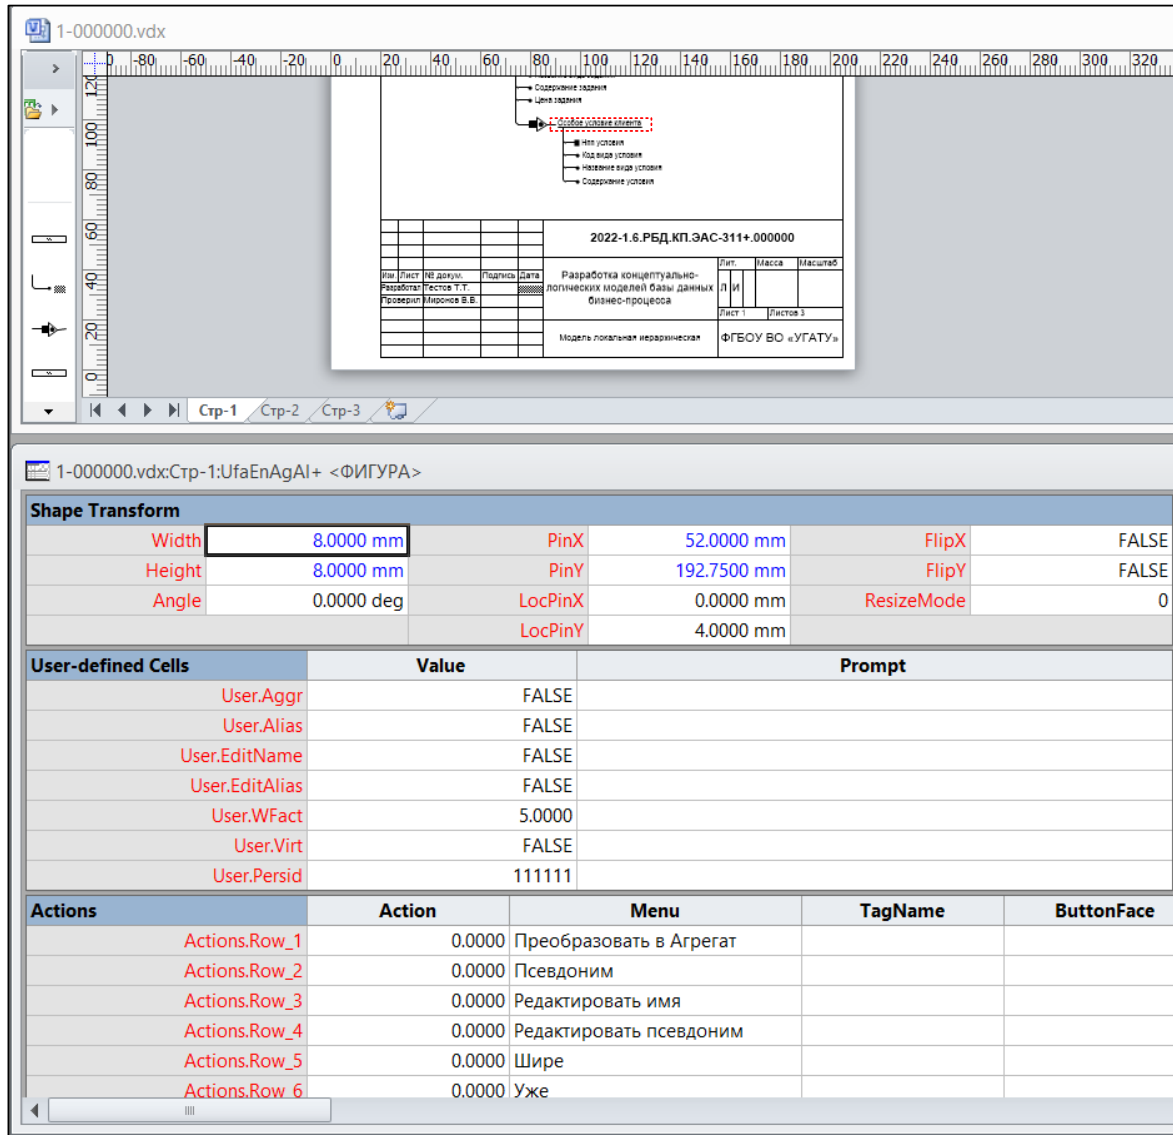 1-000000.vdx
-80 -60 -40 -20 0 20 40 60 80 100 120 140 160 180 200 220 240 260 280 300 320
120
100
80
60
40
20
0
Содержание задания
Цена задания
Особое условие клиента
Нпп условия
Код вида условия
Название вида условия
Содержание условия
2022-1.6.РБД.КП.ЭАС-311+.000000
Лит. Масса Масштаб
Изм. Лист № докум. Подпись Дата
Разработал Тестов Т.Т.
Проверил Миронов В.В.
Разработка концептуально-
логических моделей базы данных
бизнес-процесса
Л И
Лист 1 Листов 3
Модель локальная иерархическая
ФГБОУ ВО «УГАТУ»
Стр-1 Стр-2 Стр-3
1-000000.vdx:Стр-1:UfaEnAgAl+ <ФИГУРА>
Shape Transform
Width 8.0000 mm PinX 52.0000 mm FlipX FALSE
Height 8.0000 mm PinY 192.7500 mm FlipY FALSE
Angle 0.0000 deg LocPinX 0.0000 mm ResizeMode 0
LocPinY 4.0000 mm
User-defined Cells Value Prompt
User.Aggr FALSE
User.Alias FALSE
User.EditName FALSE
User.EditAlias FALSE
User.WFact 5.0000
User.Virt FALSE
User.Persid 111111
Actions Action Menu TagName ButtonFace
Actions.Row_1 0.0000 Преобразовать в Агрегат
Actions.Row_2 0.0000 Псевдоним
Actions.Row_3 0.0000 Редактировать имя
Actions.Row_4 0.0000 Редактировать псевдоним
Actions.Row_5 0.0000 Шире
Actions.Row_6 0.0000 Уже